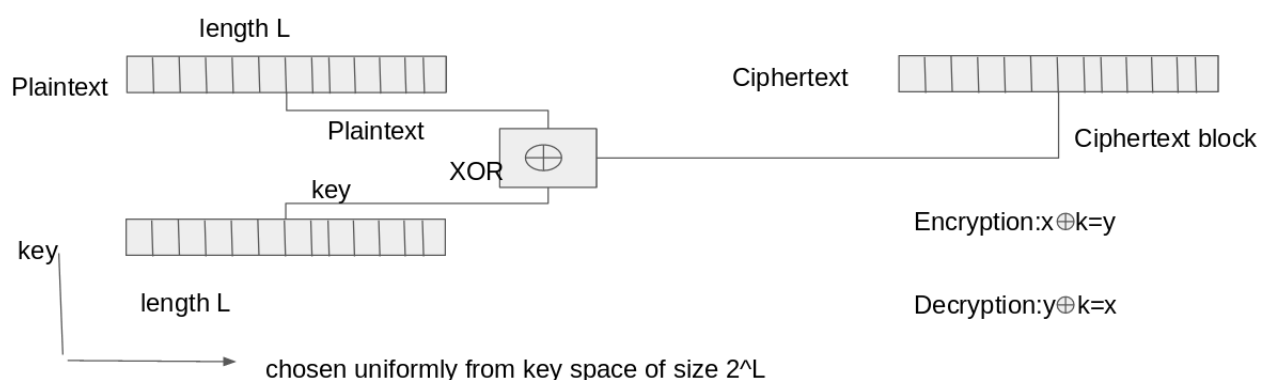 length L
Plaintext
Ciphertext
Plaintext
Ciphertext block
XOR
key
Encryption:x⊕k=y
key
length L
Decryption:y⊕k=x
chosen uniformly from key space of size 2^L